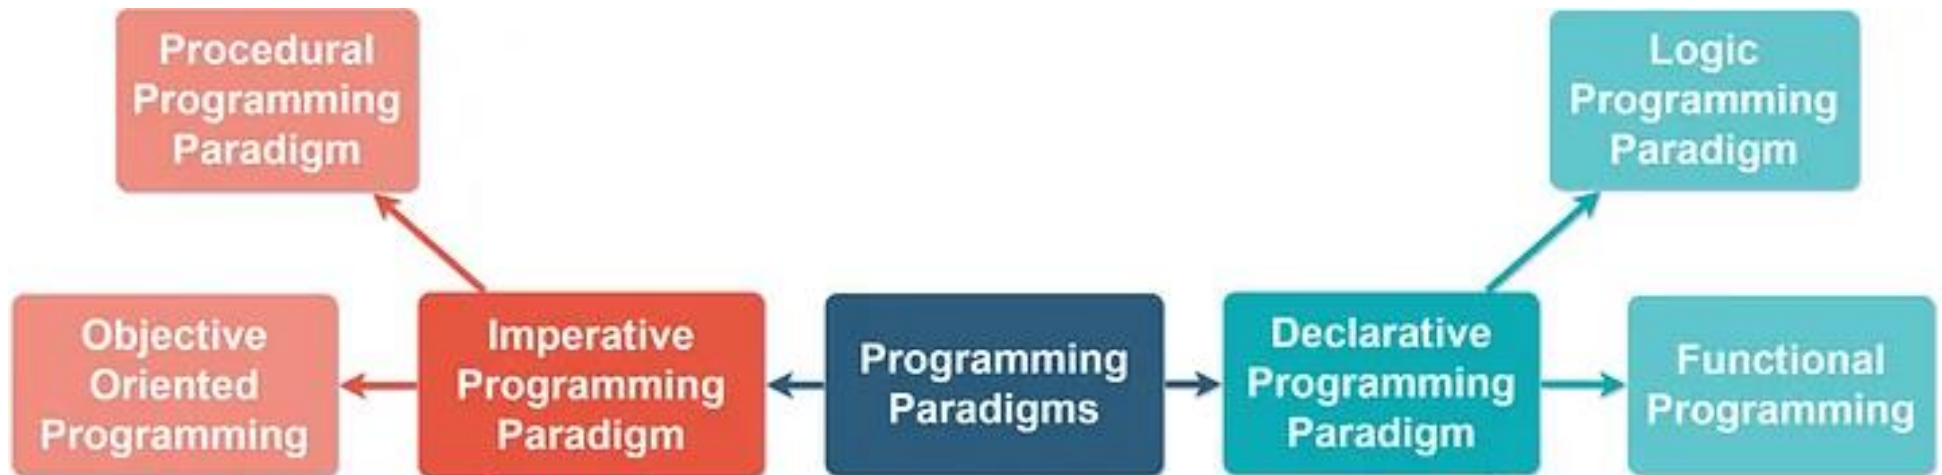 Procedural
Programming
Paradigm
Logic
Programming
Paradigm
Objective
Oriented
Programming
Imperative
Programming
Paradigm
Programming
Paradigms
Declarative
Programming
Paradigm
Functional
Programming